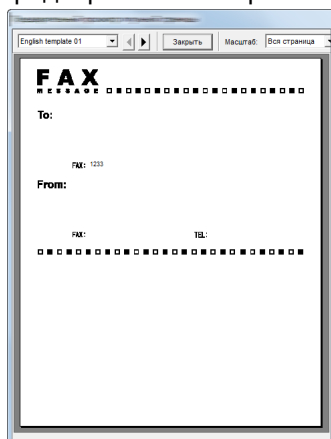 English template 01 Закрыть Масштаб: Вся страница
FAX
MESSAGE
To:
FAX: 1233
From:
FAX: TEL: